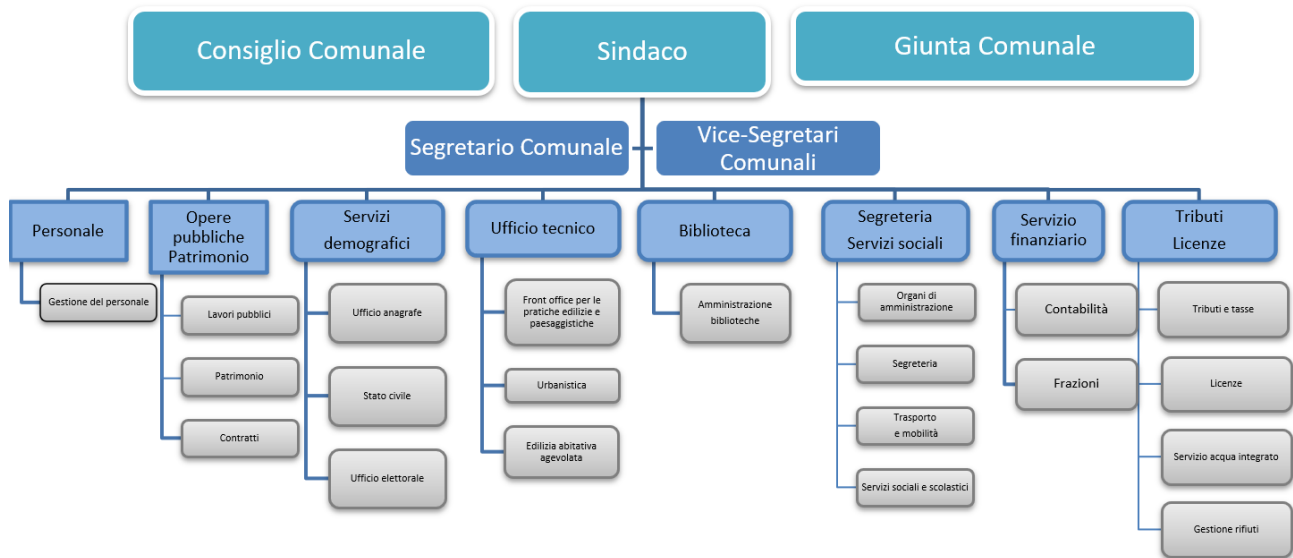 Consiglio Comunale
Sindaco
Giunta Comunale
Segretario Comunale
Vice-Segretari
Comunali
Personale
Opere
pubbliche
Patrimonio
Servizi
demografici
Ufficio tecnico
Biblioteca
Segreteria
Servizi sociali
Servizio
finanziario
Tributi
Licenze
Gestione del personale
Lavori pubblici
Patrimonio
Contratti
Ufficio anagrafe
Stato civile
Ufficio elettorale
Front office per le
pratiche edilizie e
paesaggistiche
Urbanistica
Edilizia abitativa
agevolata
Amministrazione
biblioteche
Organi di
amministrazione
Segreteria
Trasporto
e mobilità
Servizi sociali e scolastici
Contabilità
Frazioni
Tributi e tasse
Licenze
Servizio acqua integrato
Gestione rifiuti